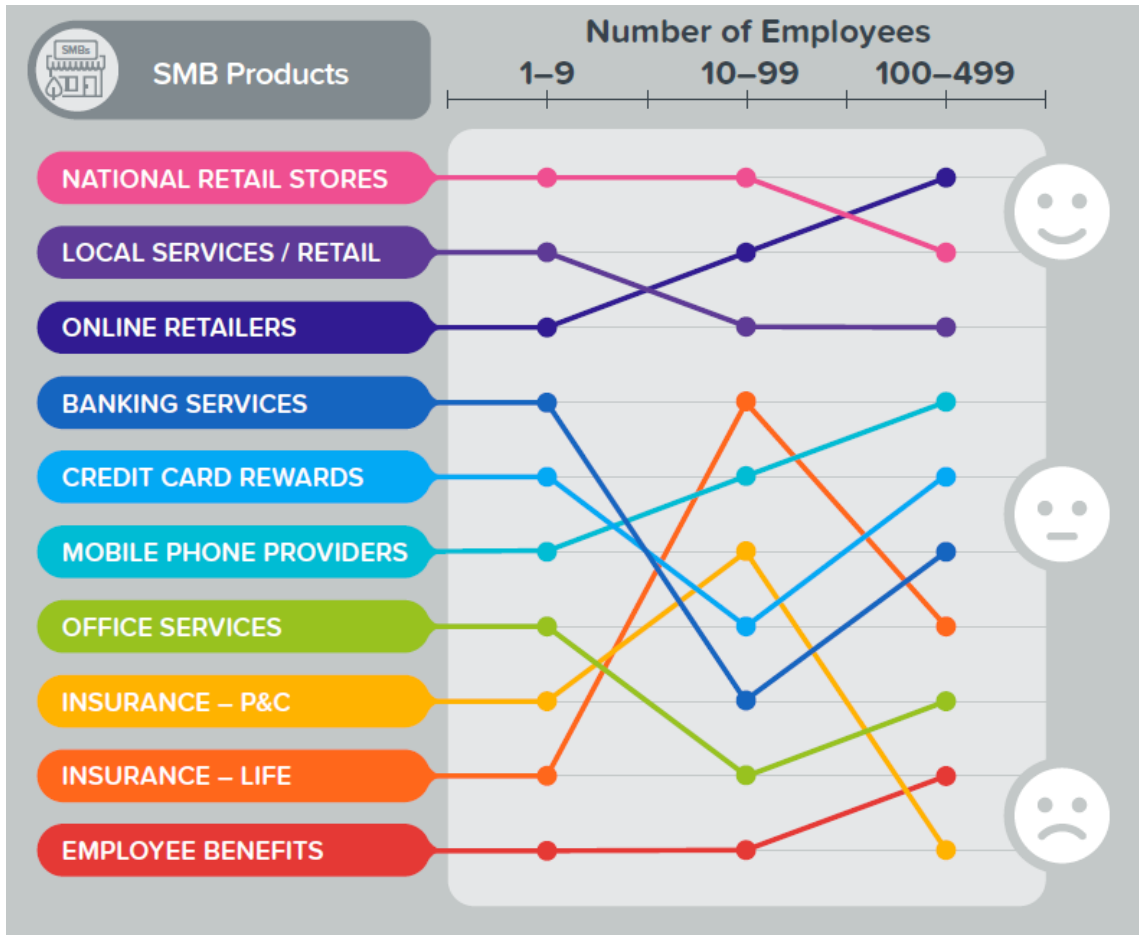 Number of Employees
SMBs
SMB Products
1–9 10–99 100–499
NATIONAL RETAIL STORES
LOCAL SERVICES / RETAIL
ONLINE RETAILERS
BANKING SERVICES
CREDIT CARD REWARDS
MOBILE PHONE PROVIDERS
OFFICE SERVICES
INSURANCE – P&C
INSURANCE – LIFE
EMPLOYEE BENEFITS